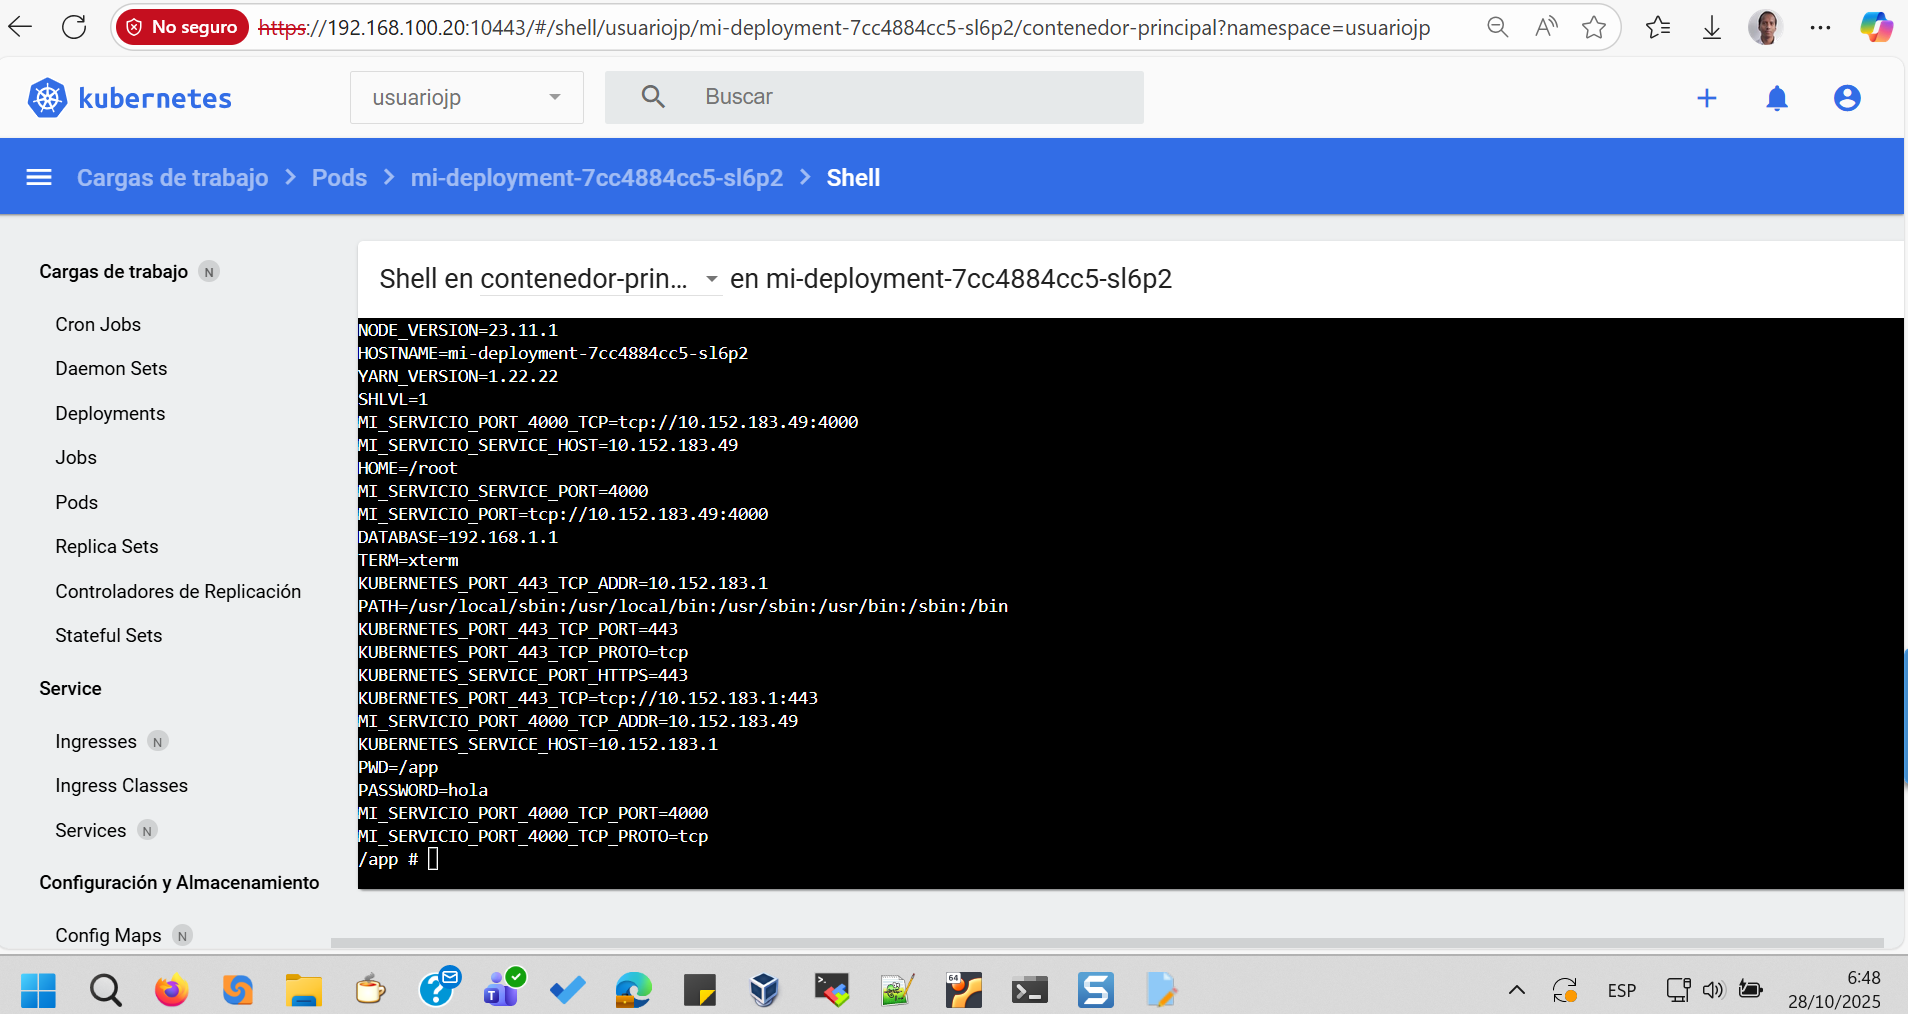 No seguro https://192.168.100.20:10443/#/shell/usuariojp/mi-deployment-7cc4884cc5-sl6p2/contenedor-principal?namespace=usuariojp
kubernetes
usuariojp
Buscar
Cargas de trabajo > Pods > mi-deployment-7cc4884cc5-sl6p2 > Shell
Cargas de trabajo N
Cron Jobs
Daemon Sets
Deployments
Jobs
Pods
Replica Sets
Controladores de Replicación
Stateful Sets
Service
Ingresses N
Ingress Classes
Services N
Configuración y Almacenamiento
Config Maps N
Shell en contenedor-prin... en mi-deployment-7cc4884cc5-sl6p2
NODE_VERSION=23.11.1
HOSTNAME=mi-deployment-7cc4884cc5-sl6p2
YARN_VERSION=1.22.22
SHLVL=1
MI_SERVICIO_PORT_4000_TCP=tcp://10.152.183.49:4000
MI_SERVICIO_SERVICE_HOST=10.152.183.49
HOME=/root
MI_SERVICIO_SERVICE_PORT=4000
MI_SERVICIO_PORT=tcp://10.152.183.49:4000
DATABASE=192.168.1.1
TERM=xterm
KUBERNETES_PORT_443_TCP_ADDR=10.152.183.1
PATH=/usr/local/sbin:/usr/local/bin:/usr/sbin:/usr/bin:/sbin:/bin
KUBERNETES_PORT_443_TCP_PORT=443
KUBERNETES_PORT_443_TCP_PROTO=tcp
KUBERNETES_SERVICE_PORT_HTTPS=443
KUBERNETES_PORT_443_TCP=tcp://10.152.183.1:443
MI_SERVICIO_PORT_4000_TCP_ADDR=10.152.183.49
KUBERNETES_SERVICE_HOST=10.152.183.1
PWD=/app
PASSWORD=hola
MI_SERVICIO_PORT_4000_TCP_PORT=4000
MI_SERVICIO_PORT_4000_TCP_PROTO=tcp
/app #
64
ESP
6:48
28/10/2025